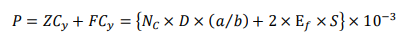 P = ZC_y + FC_y = {N_C × D × (a/b) + 2 × E_f × S} × 10^{-3}